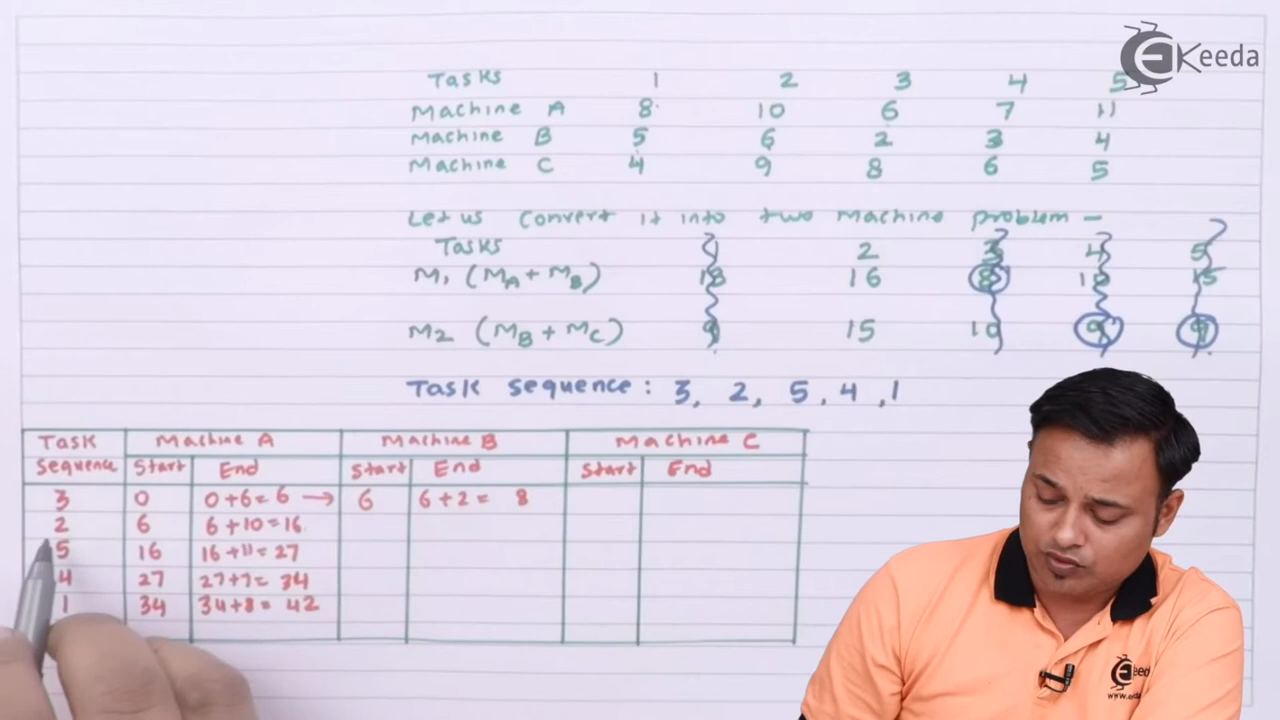 EKeeda
Tasks 1 2 3 4 5
Machine A 8 10 6 7 11
Machine B 5 6 2 3 4
Machine C 4 9 8 6 5
Let us convert it into two machine problem -
Tasks 1 2 3 4 5
M1 (MA + MB) 16 8 10 15
M2 (MB + MC) 9 15 10 9 9
Task sequence : 3, 2, 5, 4, 1
Task Sequence Machine A Machine B Machine C
Start End Start End Start End
3 0 0+6= 6 → 6 6+2= 8
2 6 6+10=16
5 16 16+11= 27
4 27 27+7= 34
1 34 34+8= 42
EKeeda